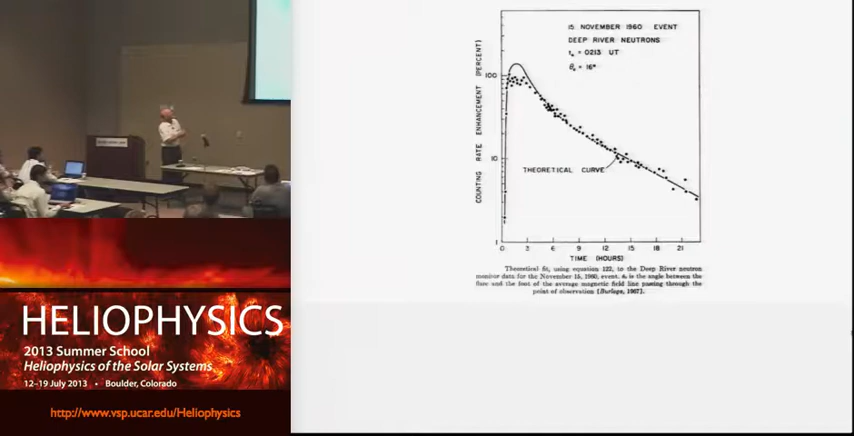 15 NOVEMBER 1960 EVENT
DEEP RIVER NEUTRONS
= 0213 UT
= 16°
COUNTING RATE ENHANCEMENT (PERCENT)
100
10
1
THEORETICAL CURVE
0 3 6 9 12 15 18 21
TIME (HOURS)
Theoretical fit, using equation 122, to the Deep River neutron
monitor data for the November 15, 1960, event. is the angle between the
flare and the foot of the average magnetic field line passing through the
point of observation (Burlaga, 1967).
HELIOPHYSICS
2013 Summer School
Heliophysics of the Solar Systems
12–19 July 2013 • Boulder, Colorado
http://www.vsp.ucar.edu/Heliophysics